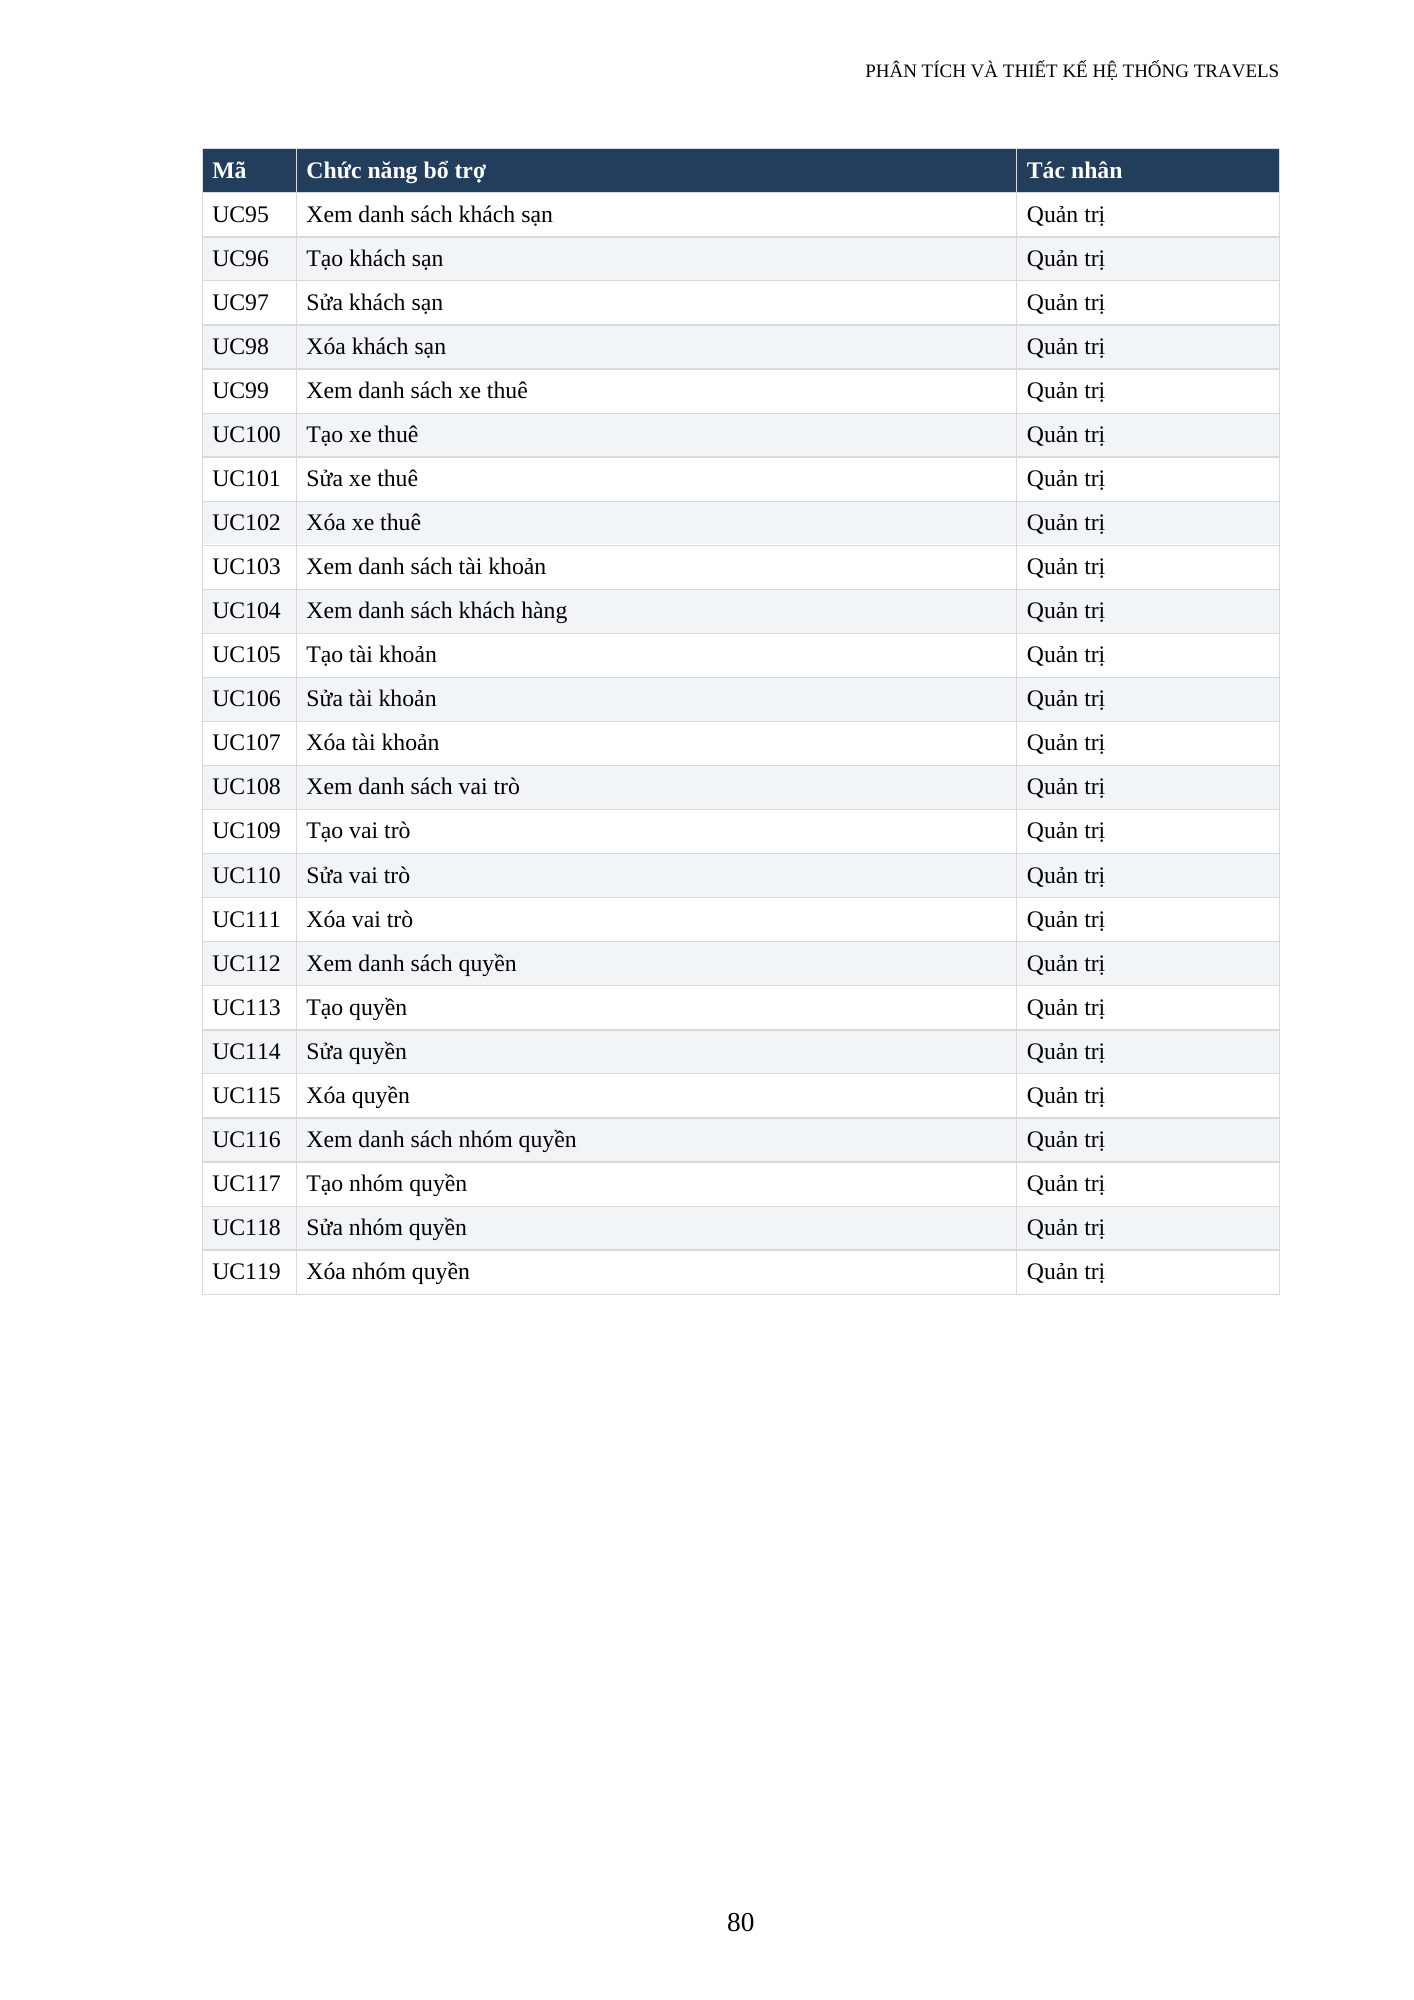 PHÂN TÍCH VÀ THIẾT KẾ HỆ THỐNG TRAVELS
Mã Chức năng bổ trợ Tác nhân
UC95 Xem danh sách khách sạn Quản trị
UC96 Tạo khách sạn Quản trị
UC97 Sửa khách sạn Quản trị
UC98 Xóa khách sạn Quản trị
UC99 Xem danh sách xe thuê Quản trị
UC100 Tạo xe thuê Quản trị
UC101 Sửa xe thuê Quản trị
UC102 Xóa xe thuê Quản trị
UC103 Xem danh sách tài khoản Quản trị
UC104 Xem danh sách khách hàng Quản trị
UC105 Tạo tài khoản Quản trị
UC106 Sửa tài khoản Quản trị
UC107 Xóa tài khoản Quản trị
UC108 Xem danh sách vai trò Quản trị
UC109 Tạo vai trò Quản trị
UC110 Sửa vai trò Quản trị
UC111 Xóa vai trò Quản trị
UC112 Xem danh sách quyền Quản trị
UC113 Tạo quyền Quản trị
UC114 Sửa quyền Quản trị
UC115 Xóa quyền Quản trị
UC116 Xem danh sách nhóm quyền Quản trị
UC117 Tạo nhóm quyền Quản trị
UC118 Sửa nhóm quyền Quản trị
UC119 Xóa nhóm quyền Quản trị
80